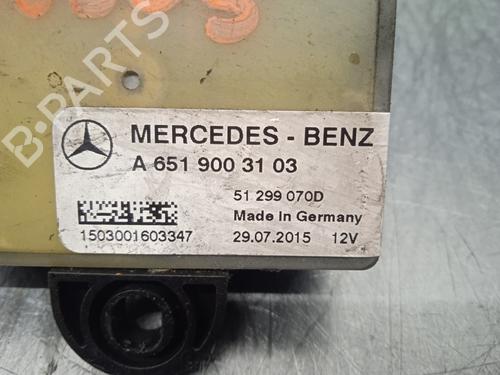 B-PARTS
MERCEDES - BENZ
A 651 900 31 03
51 299 070D
Made In Germany
1503001603347
29.07.2015 12V